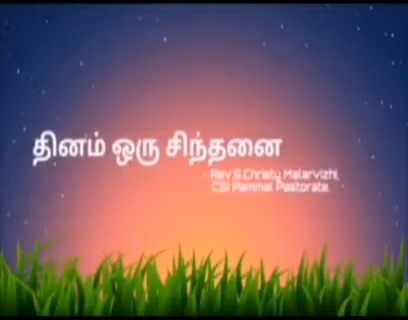 தினம் ஒரு சிந்தனை
- Rev.S.Christy Malarvizhi,
CSI Pammal Pastorate.